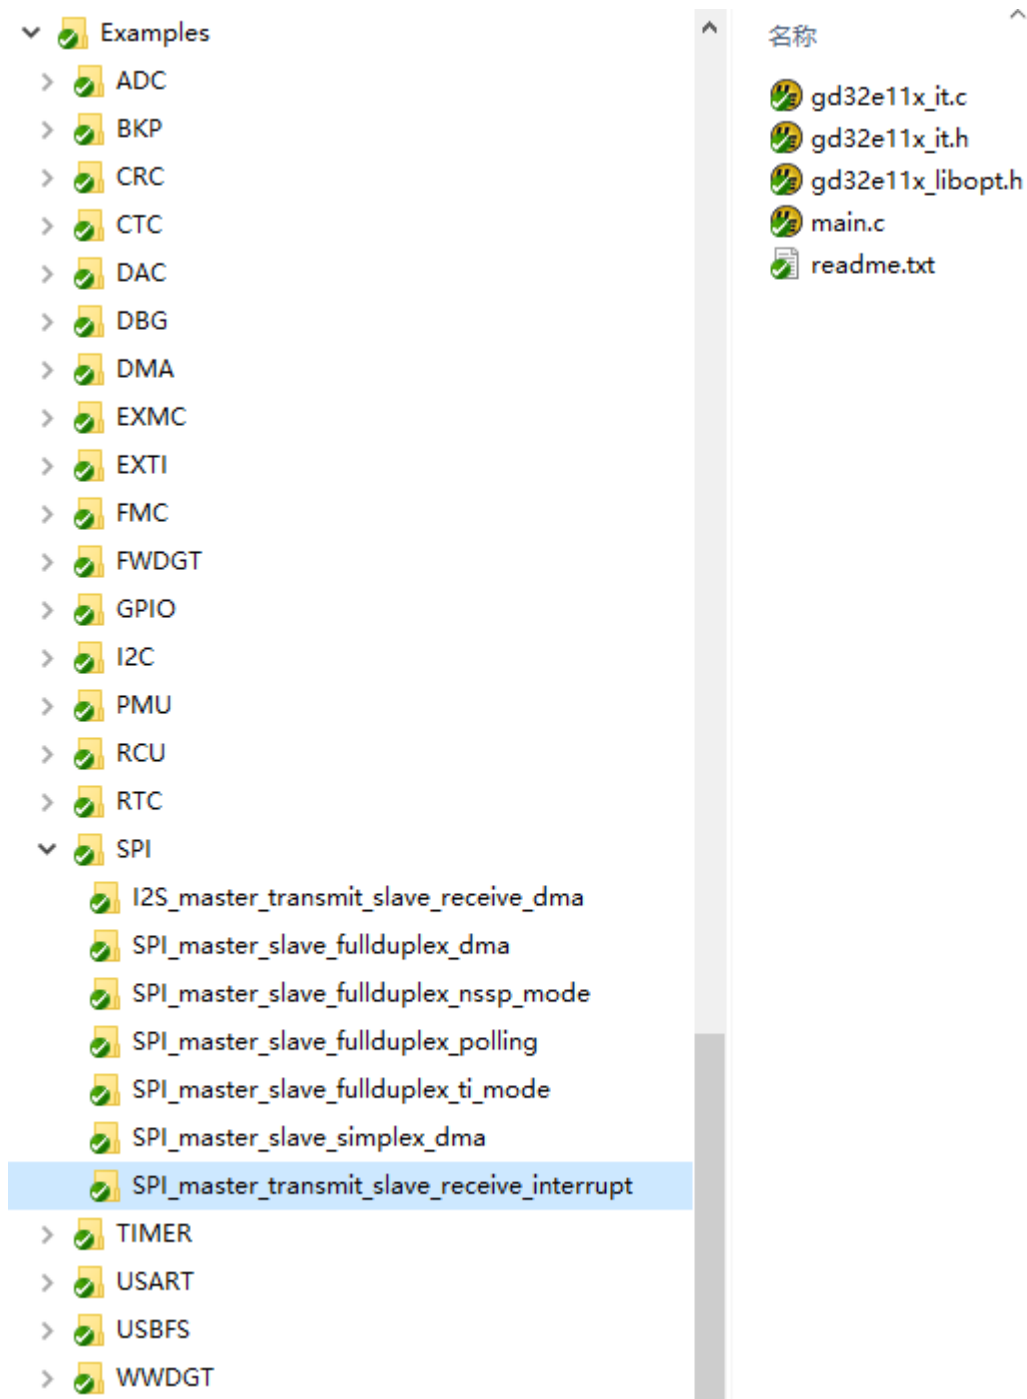 Examples
ADC
BKP
CRC
CTC
DAC
DBG
DMA
EXMC
EXTI
FMC
FWDGT
GPIO
I2C
PMU
RCU
RTC
SPI
I2S_master_transmit_slave_receive_dma
SPI_master_slave_fullduplex_dma
SPI_master_slave_fullduplex_nssp_mode
SPI_master_slave_fullduplex_polling
SPI_master_slave_fullduplex_ti_mode
SPI_master_slave_simplex_dma
SPI_master_transmit_slave_receive_interrupt
TIMER
USART
USBFS
WWDGT
名称
gd32e11x_it.c
gd32e11x_it.h
gd32e11x_libopt.h
main.c
readme.txt